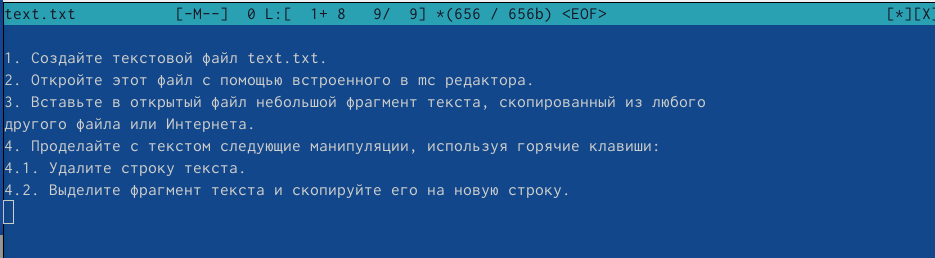 text.txt [-M--] 0 L:[ 1+ 8 9/ 9] *(656 / 656b) <EOF> [*][X]
1. Создайте текстовой файл text.txt.
2. Откройте этот файл с помощью встроенного в mc редактора.
3. Вставьте в открытый файл небольшой фрагмент текста, скопированный из любого
другого файла или Интернета.
4. Проделайте с текстом следующие манипуляции, используя горячие клавиши:
4.1. Удалите строку текста.
4.2. Выделите фрагмент текста и скопируйте его на новую строку.